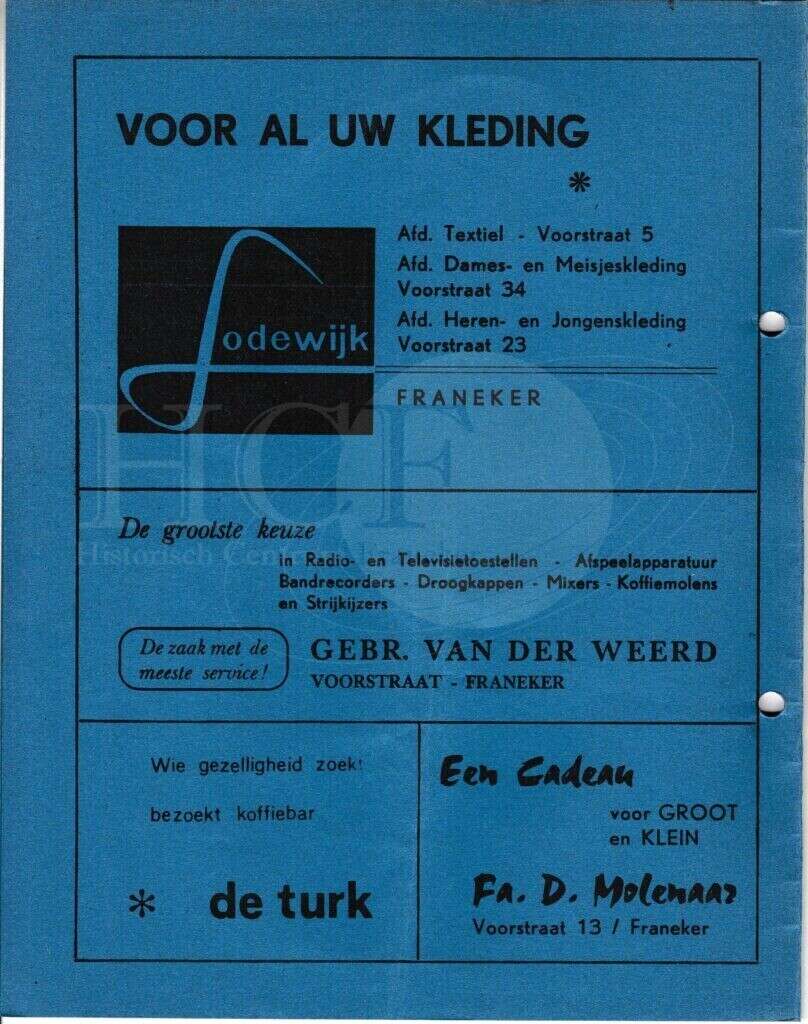 VOOR AL UW KLEDING
*
Lodewijk
Afd. Textiel - Voorstraat 5
Afd. Dames- en Meisjeskleding
Voorstraat 34
Afd. Heren- en Jongenskleding
Voorstraat 23
FRANEKER
HCF
Historisch Centr
De grootste keuze
in Radio- en Televisietoestellen - Afspeelapparatuur
Bandrecorders - Droogkappen - Mixers - Koffiemolens
en Strijkijzers
De zaak met de
meeste service!
GEBR. VAN DER WEERD
VOORSTRAAT - FRANEKER
Wie gezelligheid zoekt
bezoekt koffiebar
* de turk
Een Cadeau
voor GROOT
en KLEIN
Fa. D. Molenaar
Voorstraat 13 / Franeker